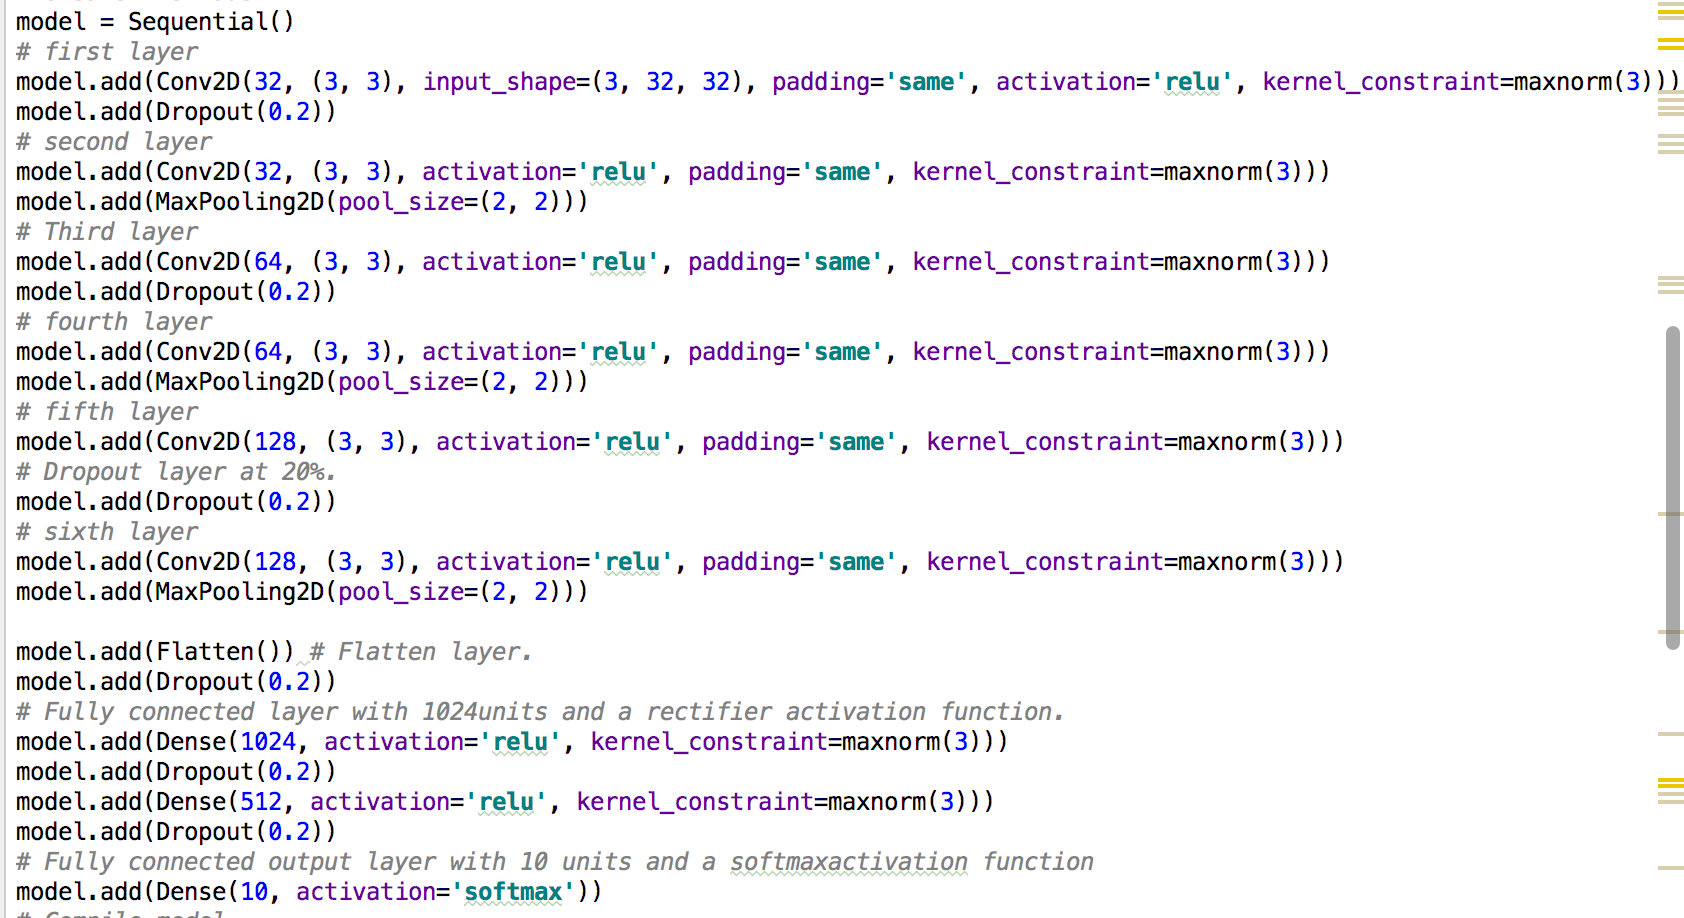 model = Sequential()
# first layer
model.add(Conv2D(32, (3, 3), input_shape=(3, 32, 32), padding='same', activation='relu', kernel_constraint=maxnorm(3)))
model.add(Dropout(0.2))
# second layer
model.add(Conv2D(32, (3, 3), activation='relu', padding='same', kernel_constraint=maxnorm(3)))
model.add(MaxPooling2D(pool_size=(2, 2)))
# Third layer
model.add(Conv2D(64, (3, 3), activation='relu', padding='same', kernel_constraint=maxnorm(3)))
model.add(Dropout(0.2))
# fourth layer
model.add(Conv2D(64, (3, 3), activation='relu', padding='same', kernel_constraint=maxnorm(3)))
model.add(MaxPooling2D(pool_size=(2, 2)))
# fifth layer
model.add(Conv2D(128, (3, 3), activation='relu', padding='same', kernel_constraint=maxnorm(3)))
# Dropout layer at 20%.
model.add(Dropout(0.2))
# sixth layer
model.add(Conv2D(128, (3, 3), activation='relu', padding='same', kernel_constraint=maxnorm(3)))
model.add(MaxPooling2D(pool_size=(2, 2)))
model.add(Flatten()) # Flatten layer.
model.add(Dropout(0.2))
# Fully connected layer with 1024units and a rectifier activation function.
model.add(Dense(1024, activation='relu', kernel_constraint=maxnorm(3)))
model.add(Dropout(0.2))
model.add(Dense(512, activation='relu', kernel_constraint=maxnorm(3)))
model.add(Dropout(0.2))
# Fully connected output layer with 10 units and a softmaxactivation function
model.add(Dense(10, activation='softmax'))
# Compile model